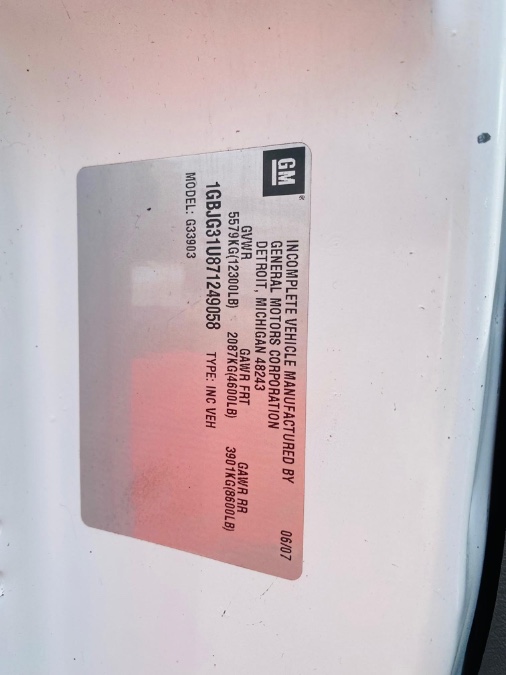 GM ®
INCOMPLETE VEHICLE MANUFACTURED BY
GENERAL MOTORS CORPORATION
DETROIT, MICHIGAN 48243 06/07
GVWR GAWR FRT GAWR RR
5579KG(12300LB) 2087KG(4600LB) 3901KG(8600LB)
1GBJG31U871249058 TYPE: INC VEH
MODEL: G33903